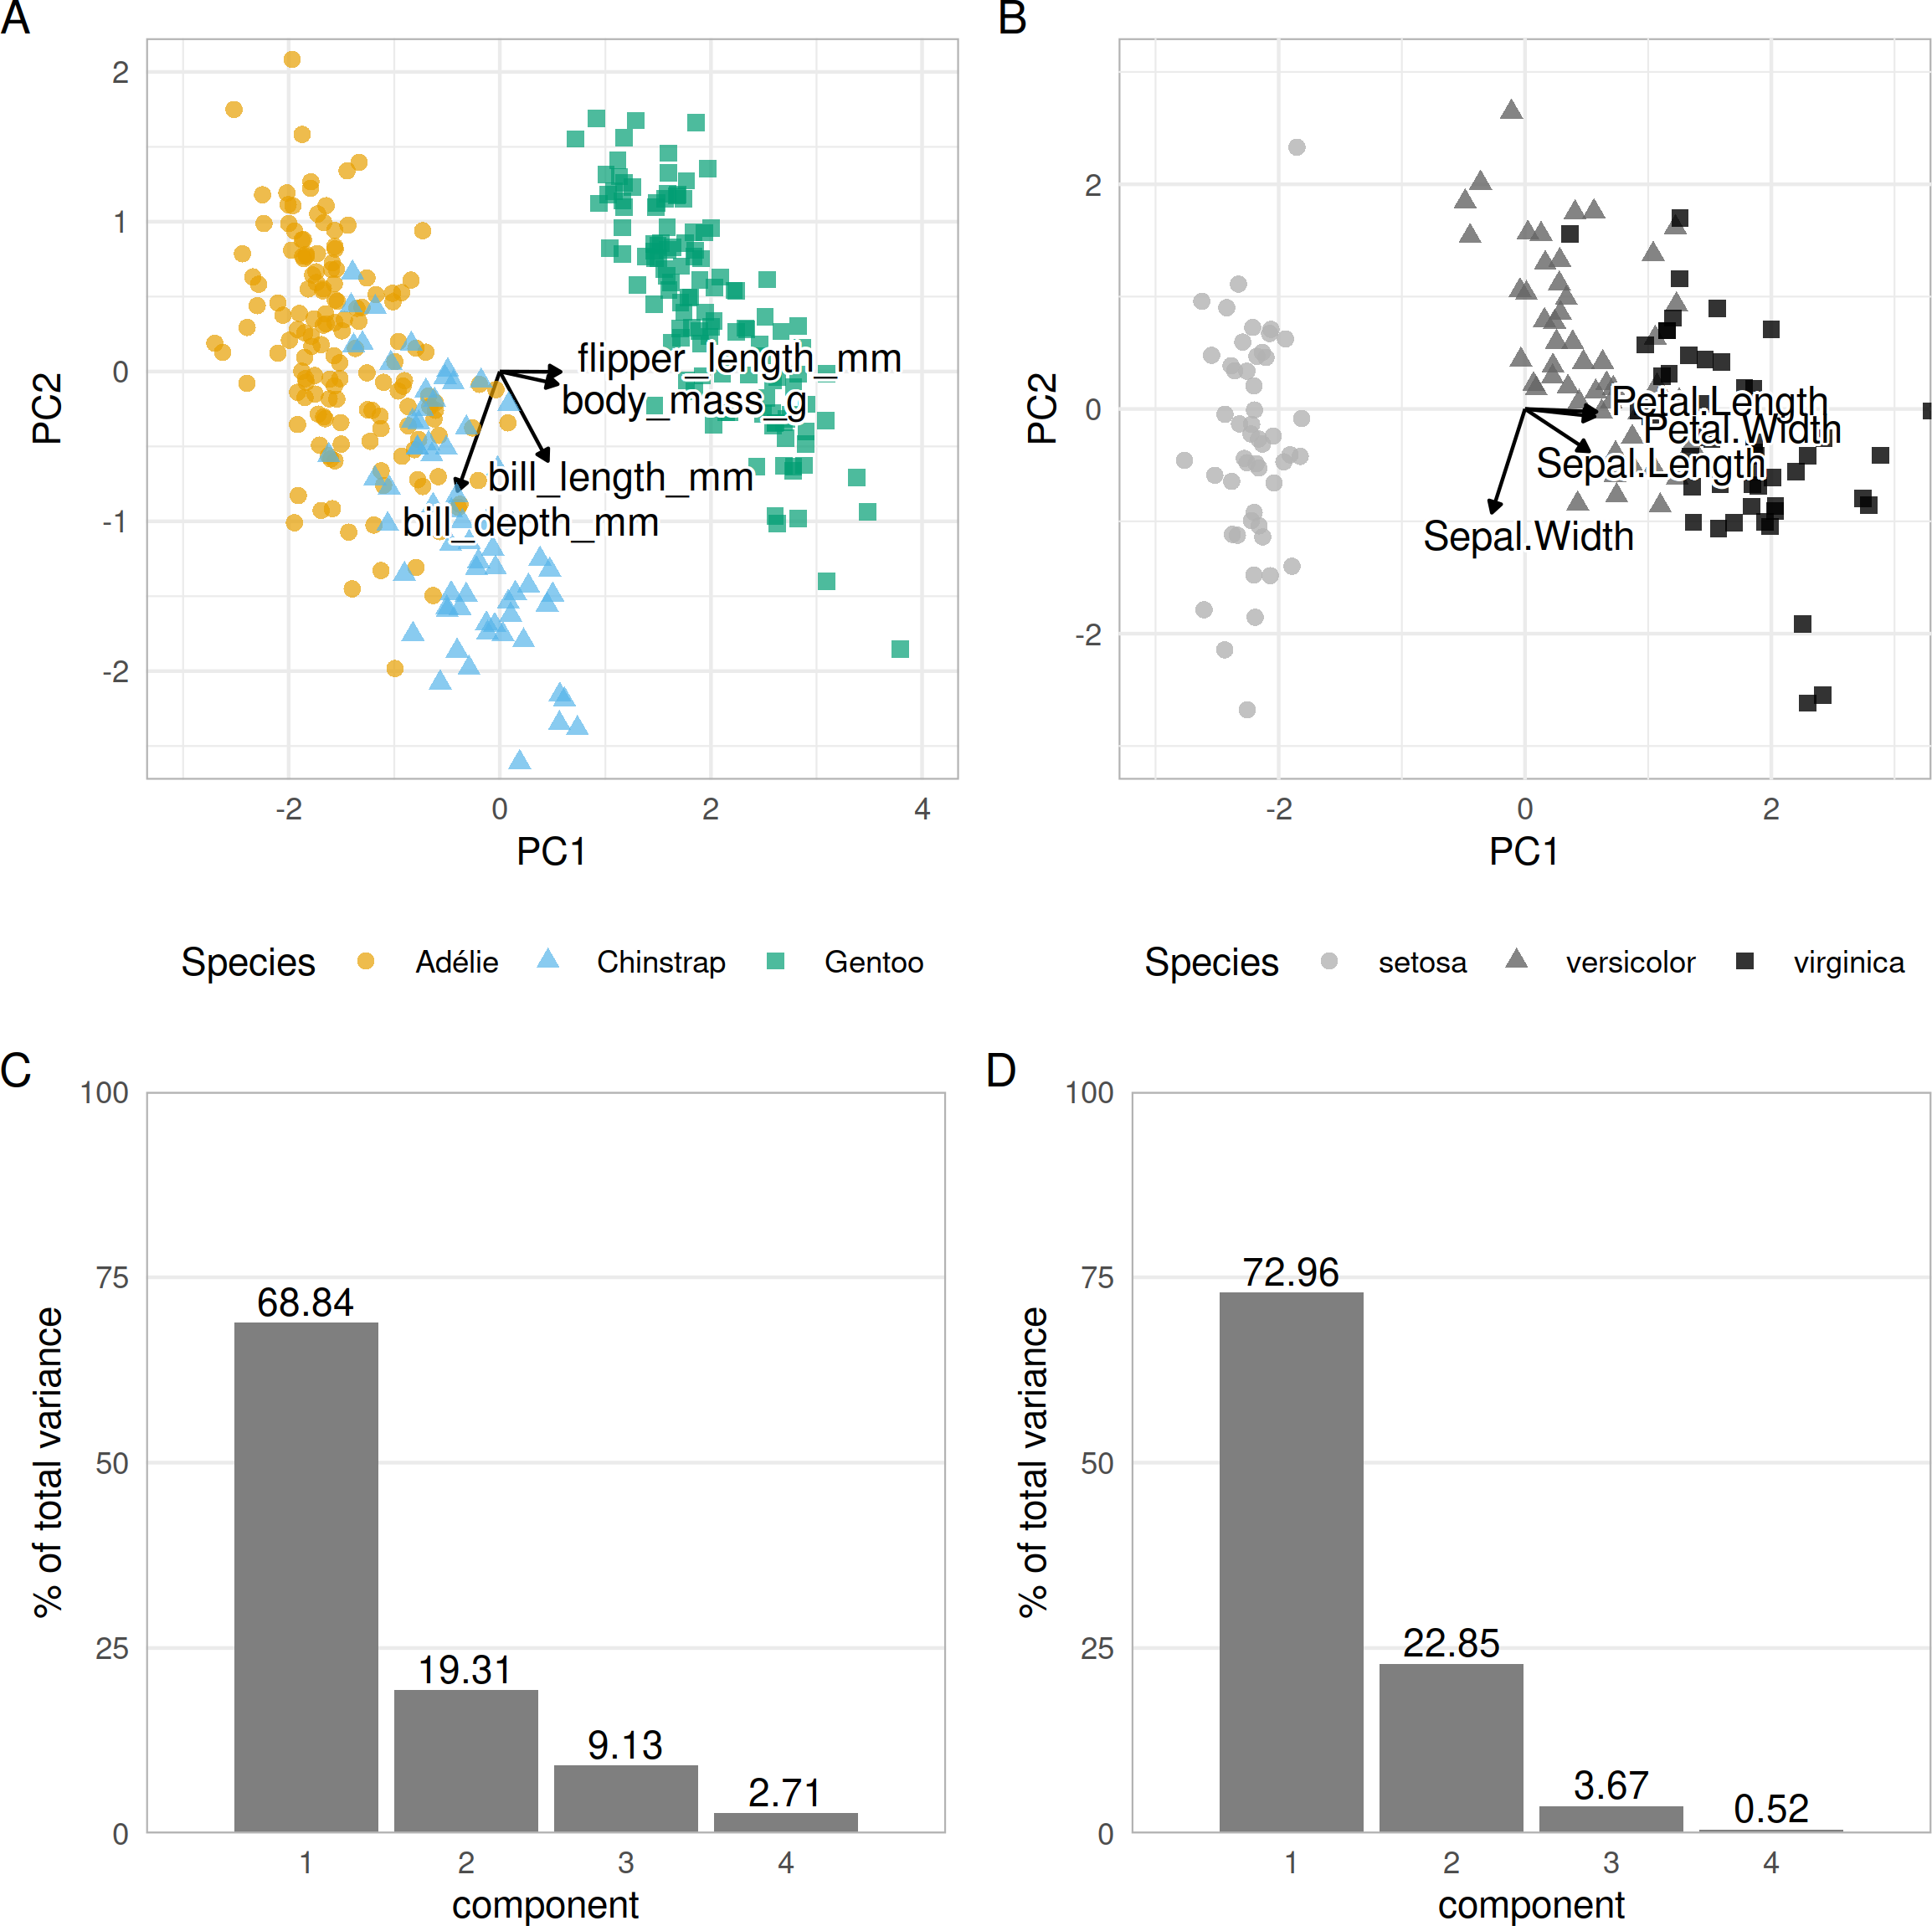 A
2
1
0
-1
-2
PC2
flipper_length_mm
body_mass_g
bill_length_mm
bill_depth_mm
-2 0 2 4
PC1
Species Adélie Chinstrap Gentoo
B
2
0
-2
PC2
Petal.Length
Petal.Width
Sepal.Length
Sepal.Width
-2 0 2
PC1
Species setosa versicolor virginica
C
100
75
50
25
0
% of total variance
68.84
19.31
9.13
2.71
1 2 3 4
component
D
100
75
50
25
0
% of total variance
72.96
22.85
3.67
0.52
1 2 3 4
component